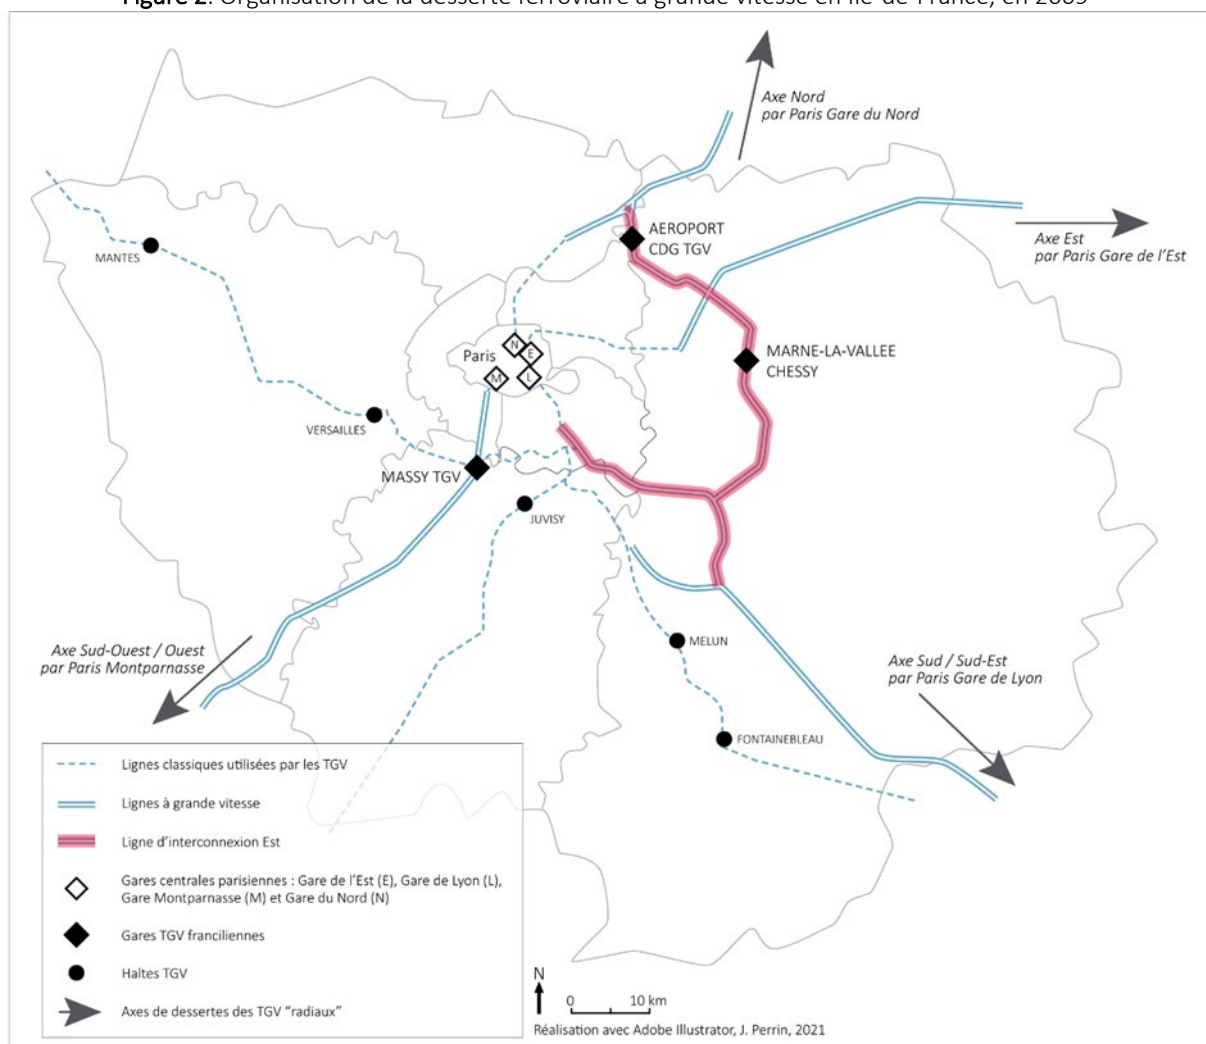 Figure 2. Organisation de la desserte ferroviaire à grande vitesse en Ile-de-France, en 2009
Axe Nord
par Paris Gare du Nord
AEROPORT
CDG TGV
Axe Est
par Paris Gare de l'Est
MANTES
N
E
Paris
M
L
MARNE-LA-VALLEE
CHESSY
VERSAILLES
MASSY TGV
JUVISY
Axe Sud-Ouest / Ouest
par Paris Montparnasse
MELUN
Axe Sud / Sud-Est
par Paris Gare de Lyon
FONTAINEBLEAU
Lignes classiques utilisées par les TGV
Lignes à grande vitesse
Ligne d'interconnexion Est
Gares centrales parisiennes : Gare de l'Est (E), Gare de Lyon (L),
Gare Montparnasse (M) et Gare du Nord (N)
Gares TGV franciliennes
Haltes TGV
Axes de dessertes des TGV "radiaux"
N
0 10 km
Réalisation avec Adobe Illustrator, J. Perrin, 2021